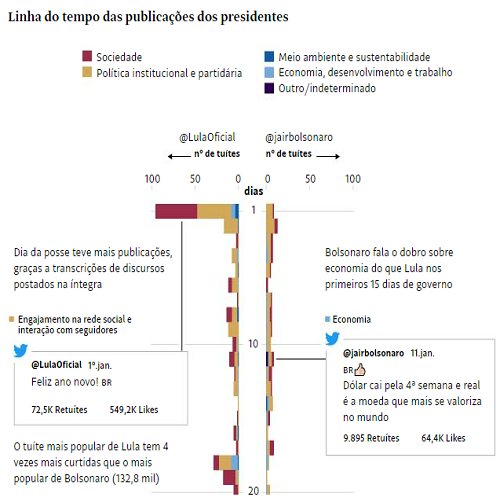 Linha do tempo das publicações dos presidentes
Sociedade
Política institucional e partidária
Meio ambiente e sustentabilidade
Economia, desenvolvimento e trabalho
Outro/indeterminado
@LulaOficial
@jairbolsonaro
nº de tuítes
nº de tuítes
100 50 0
0 50 100
dias
1
Dia da posse teve mais publicações,
graças a transcrições de discursos
postados na íntegra
Bolsonaro fala o dobro sobre
economia do que Lula nos
primeiros 15 dias de governo
Engajamento na rede social e
interação com seguidores
Economia
10
@LulaOficial 1º.jan.
Feliz ano novo! BR
72,5K Retuítes 549,2K Likes
@jairbolsonaro 11.jan.
BR👍
Dólar cai pela 4ª semana e real
é a moeda que mais se valoriza
no mundo
9.895 Retuítes 64,4K Likes
O tuíte mais popular de Lula tem 4
vezes mais curtidas que o mais
popular de Bolsonaro (132,8 mil)
20